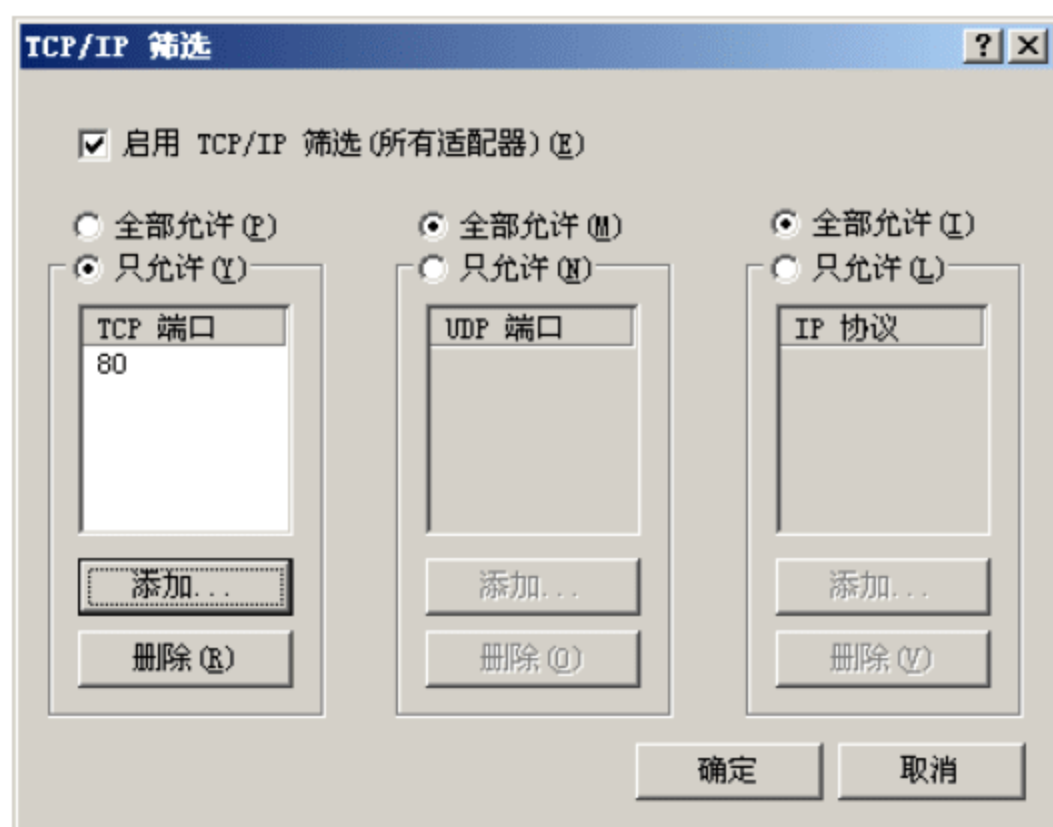 TCP/IP 筛选
启用 TCP/IP 筛选(所有适配器)(E)
全部允许(P) 全部允许(M) 全部允许(I)
只允许(Y) 只允许(N) 只允许(L)
TCP 端口 UDP 端口 IP 协议
80
添加... 添加... 添加...
删除(R) 删除(O) 删除(V)
确定 取消